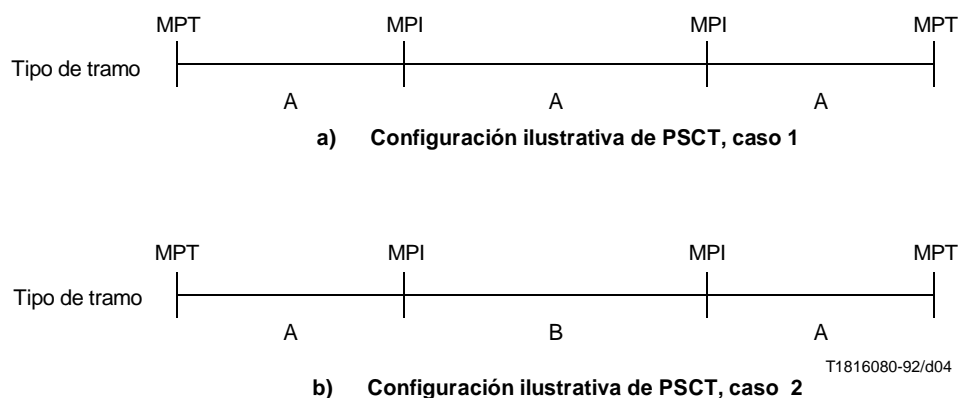 MPT MPI MPI MPT
Tipo de tramo
A A A
a) Configuración ilustrativa de PSCT, caso 1
MPT MPI MPI MPT
Tipo de tramo
A B A
T1816080-92/d04
b) Configuración ilustrativa de PSCT, caso 2